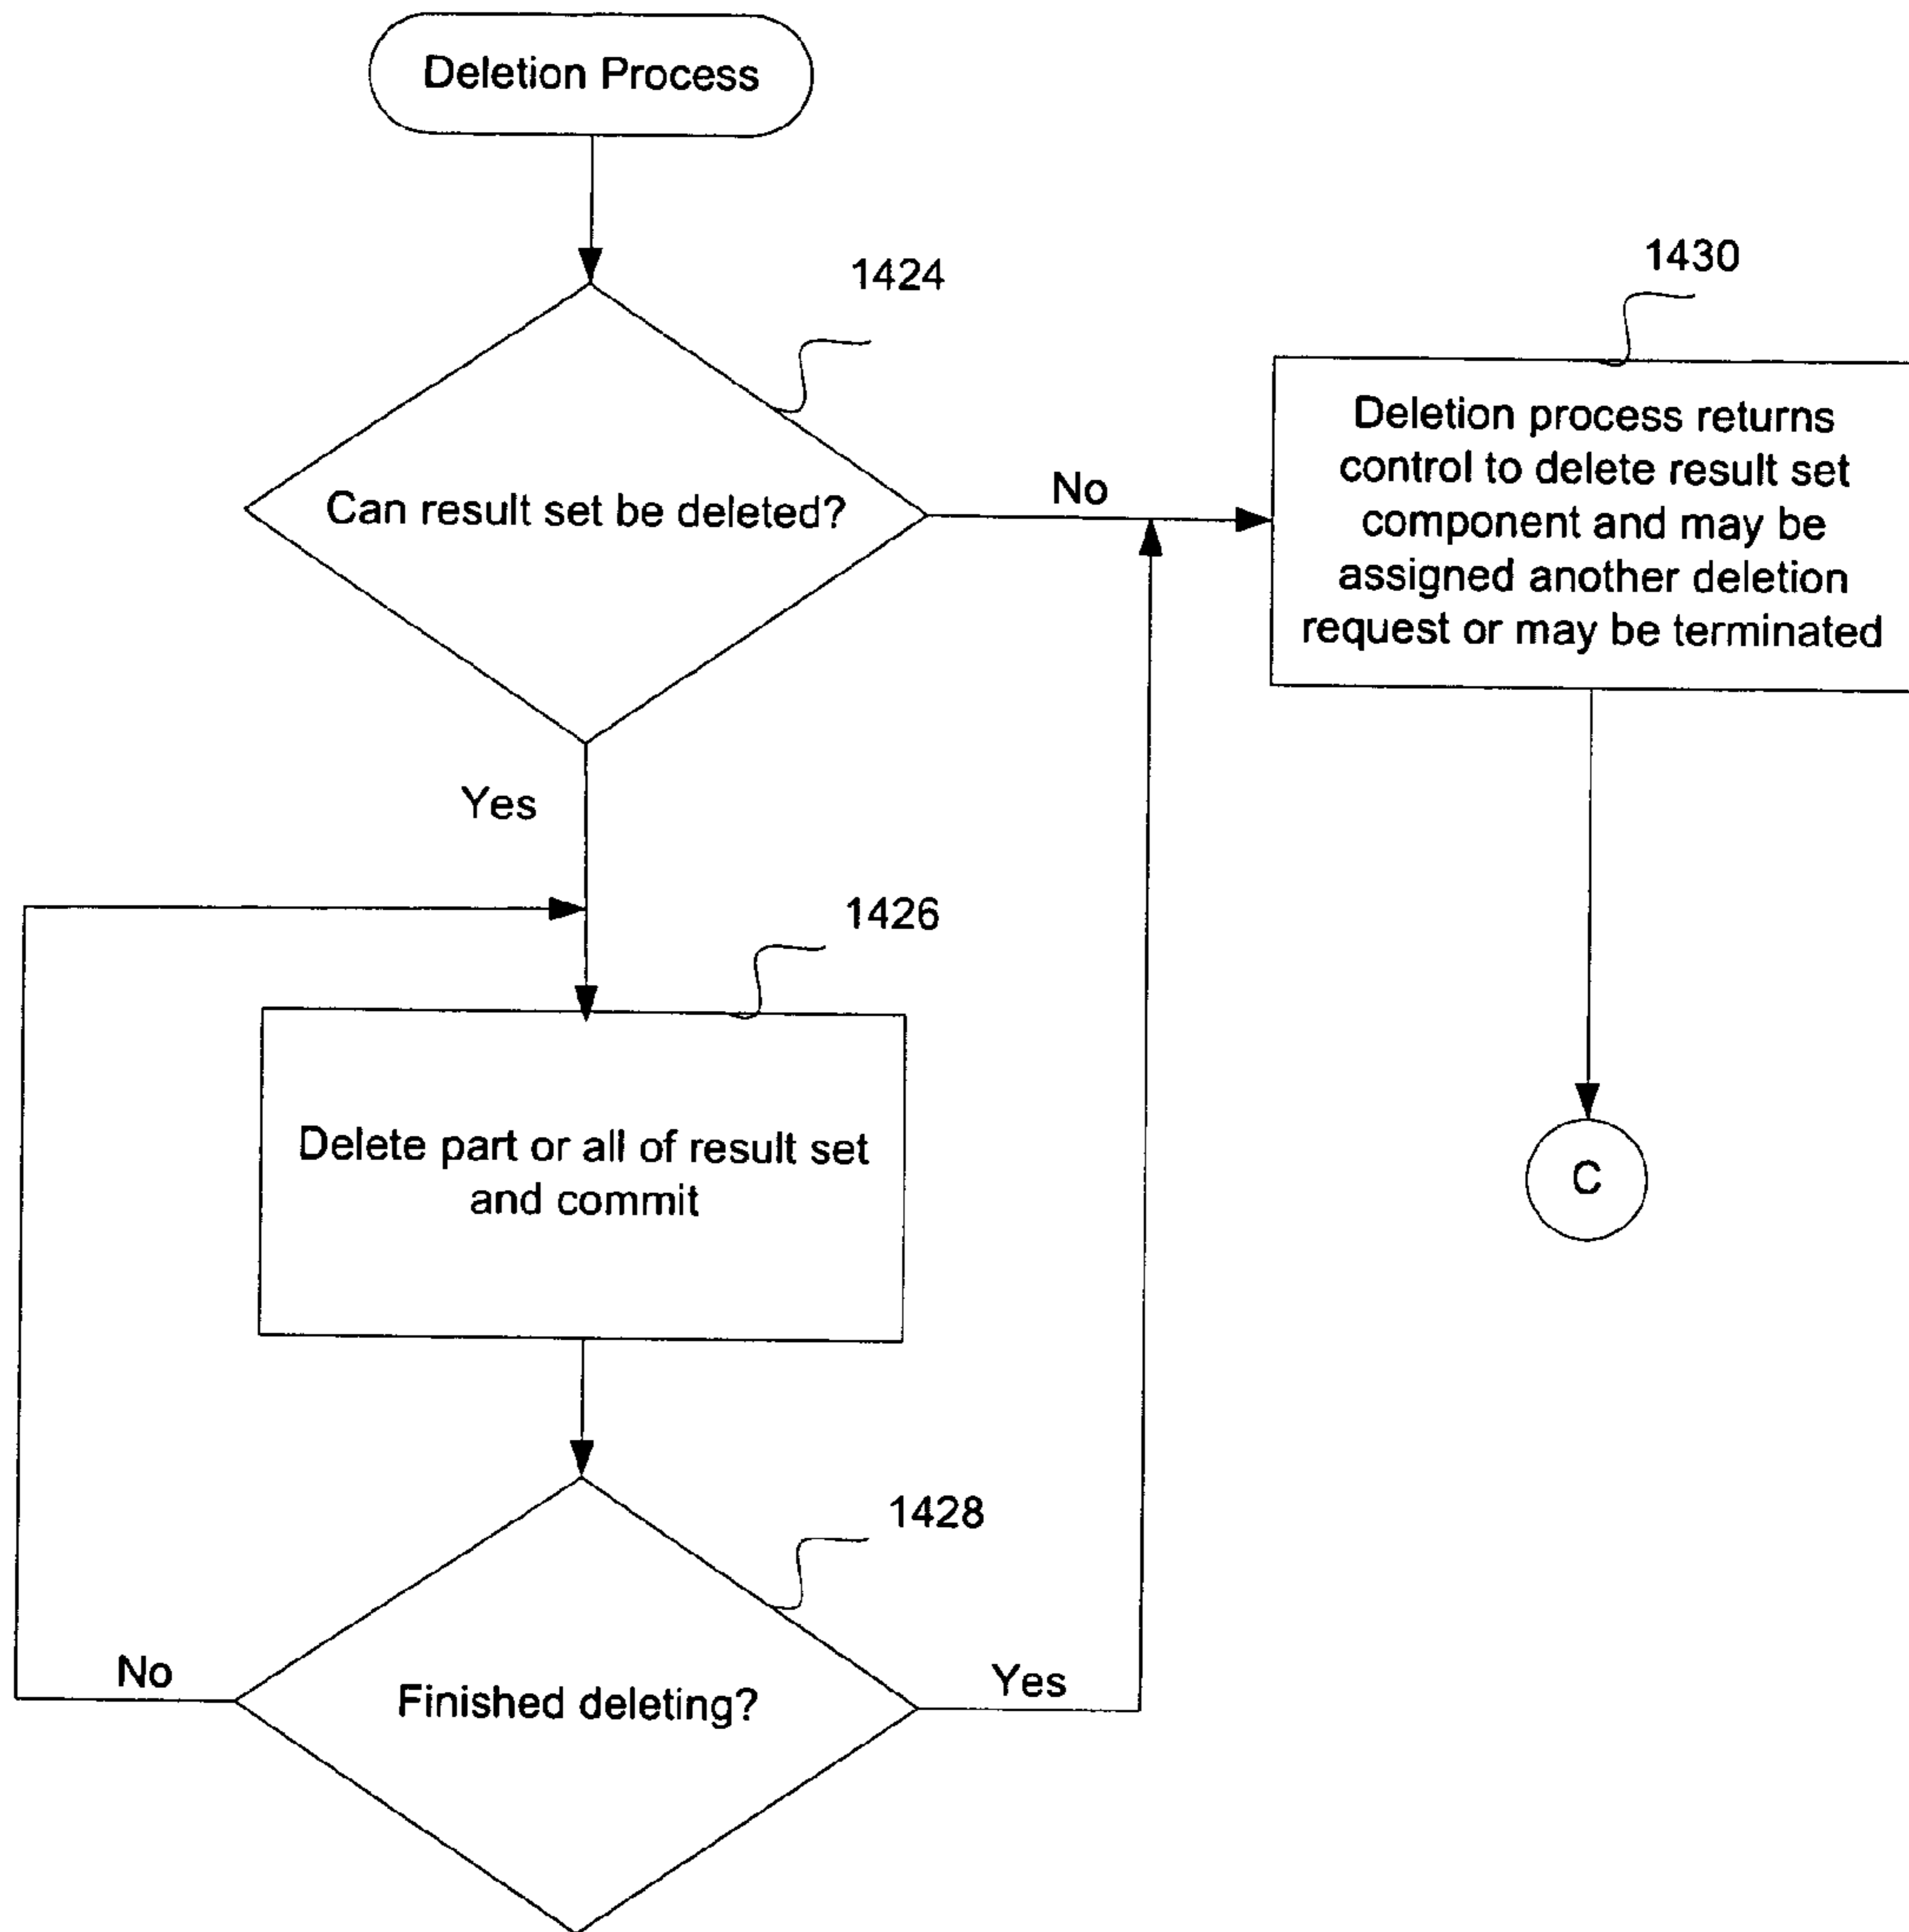 Deletion Process
1424
1430
Can result set be deleted?
No
Deletion process returns
control to delete result set
component and may be
assigned another deletion
request or may be terminated
Yes
1426
Delete part or all of result set
and commit
C
1428
No
Finished deleting?
Yes